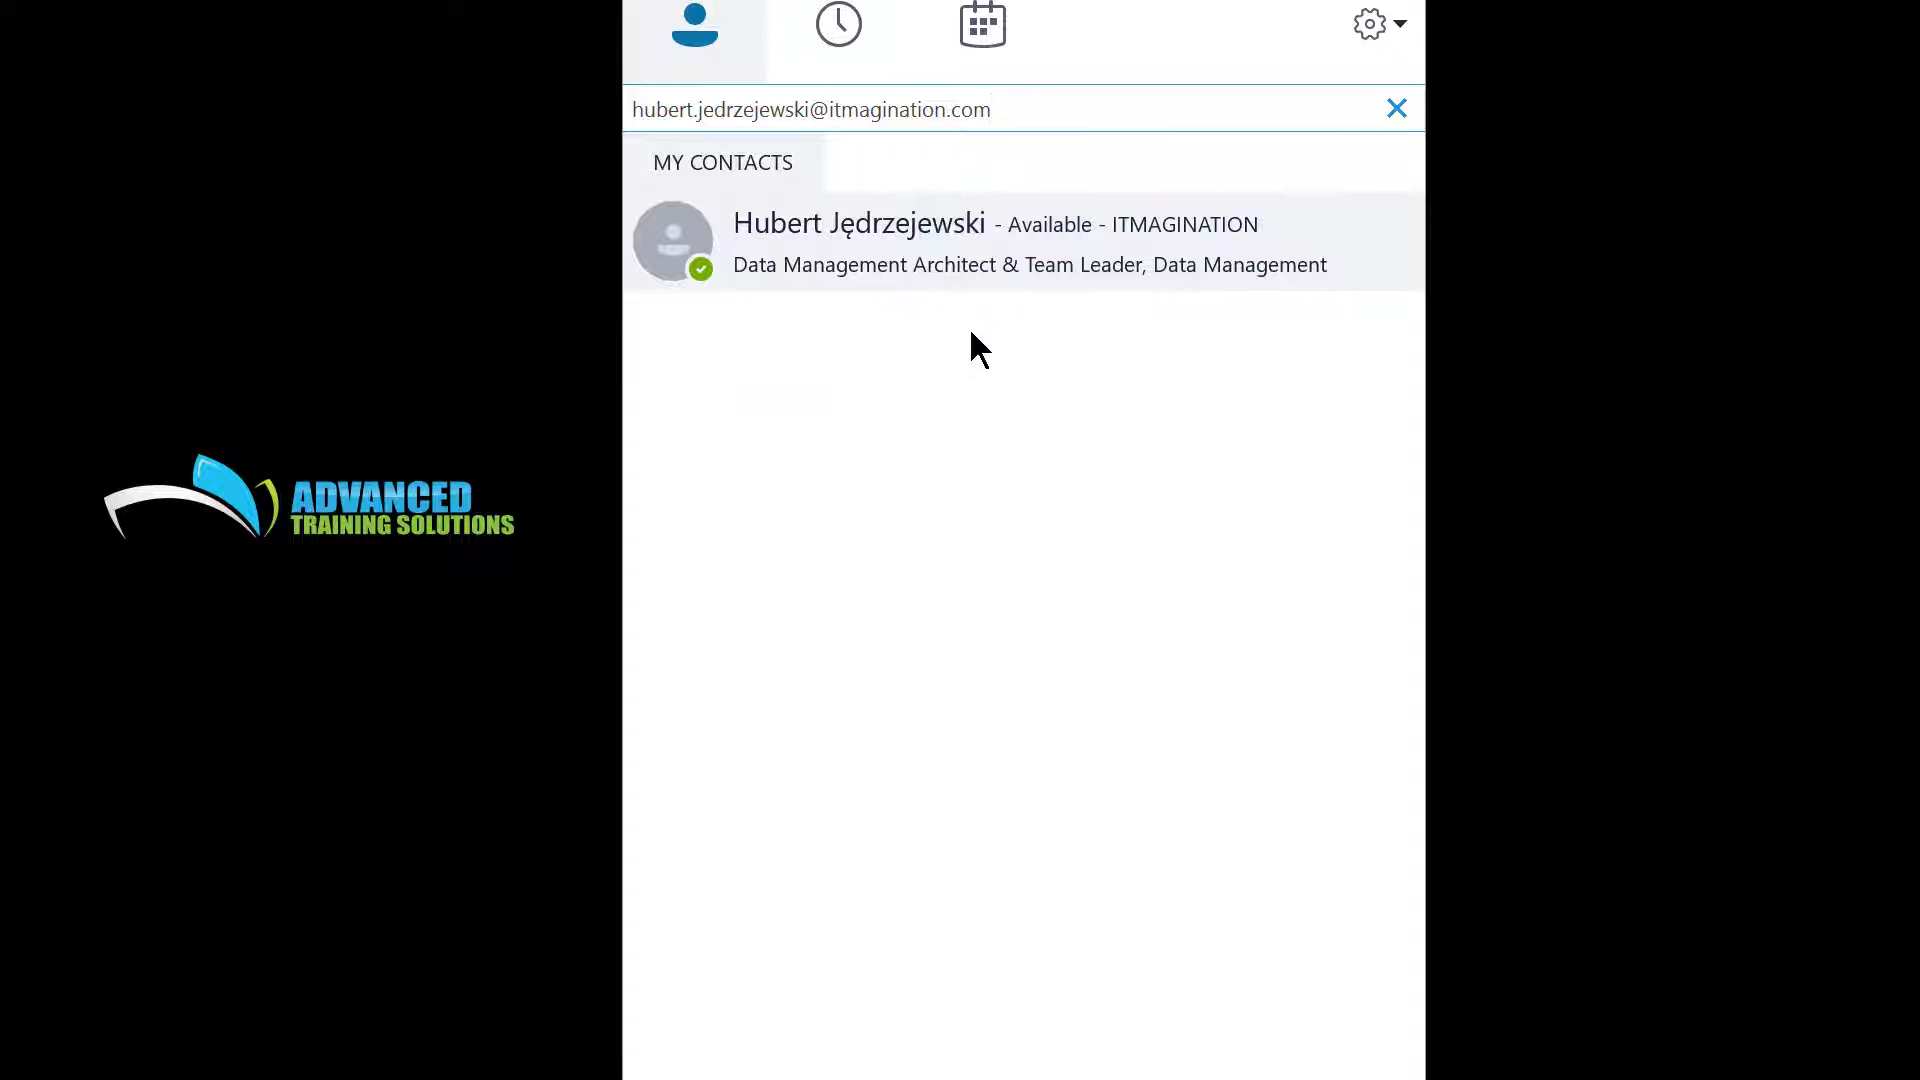 hubert.jedrzejewski@itmagination.com
MY CONTACTS
Hubert Jędrzejewski - Available - ITMAGINATION
Data Management Architect & Team Leader, Data Management
ADVANCED
TRAINING SOLUTIONS